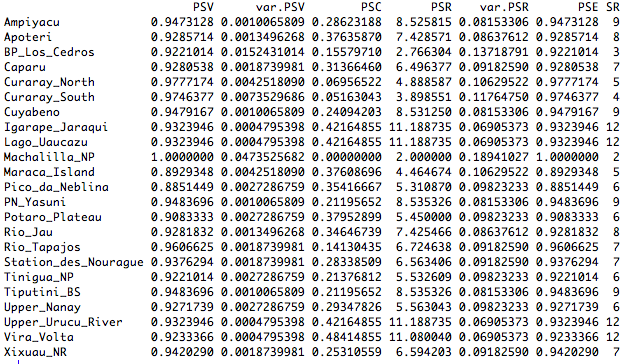 PSV var.PSV PSC PSR var.PSR PSE SR
Ampiyacu 0.9473128 0.0010065809 0.28623188 8.525815 0.08153306 0.9473128 9
Apoteri 0.9285714 0.0013496268 0.37635870 7.428571 0.08637612 0.9285714 8
BP_Los_Cedros 0.9221014 0.0152431014 0.15579710 2.766304 0.13718791 0.9221014 3
Caparu 0.9280538 0.0018739981 0.31366460 6.496377 0.09182590 0.9280538 7
Curaray_North 0.9777174 0.0042518090 0.06956522 4.888587 0.10629522 0.9777174 5
Curaray_South 0.9746377 0.0073529686 0.05163043 3.898551 0.11764750 0.9746377 4
Cuyabeno 0.9479167 0.0010065809 0.24094203 8.531250 0.08153306 0.9479167 9
Igarape_Jaraqui 0.9323946 0.0004795398 0.42164855 11.188735 0.06905373 0.9323946 12
Lago_Uaucazu 0.9323946 0.0004795398 0.42164855 11.188735 0.06905373 0.9323946 12
Machalilla_NP 1.0000000 0.0473525682 0.00000000 2.000000 0.18941027 1.0000000 2
Maraca_Island 0.8929348 0.0042518090 0.37608696 4.464674 0.10629522 0.8929348 5
Pico_da_Neblina 0.8851449 0.0027286759 0.35416667 5.310870 0.09823233 0.8851449 6
PN_Yasuni 0.9483696 0.0010065809 0.21195652 8.535326 0.08153306 0.9483696 9
Potaro_Plateau 0.9083333 0.0027286759 0.37952899 5.450000 0.09823233 0.9083333 6
Rio_Jau 0.9281832 0.0013496268 0.34646739 7.425466 0.08637612 0.9281832 8
Rio_Tapajos 0.9606625 0.0018739981 0.14130435 6.724638 0.09182590 0.9606625 7
Station_des_Nourague 0.9376294 0.0018739981 0.28338509 6.563406 0.09182590 0.9376294 7
Tinigua_NP 0.9221014 0.0027286759 0.21376812 5.532609 0.09823233 0.9221014 6
Tiputini_BS 0.9483696 0.0010065809 0.21195652 8.535326 0.08153306 0.9483696 9
Upper_Nanay 0.9271739 0.0027286759 0.29347826 5.563043 0.09823233 0.9271739 6
Upper_Urucu_River 0.9323946 0.0004795398 0.42164855 11.188735 0.06905373 0.9323946 12
Vira_Volta 0.9233366 0.0004795398 0.48414855 11.080040 0.06905373 0.9233366 12
Xixuau_NR 0.9420290 0.0018739981 0.25310559 6.594203 0.09182590 0.9420290 7